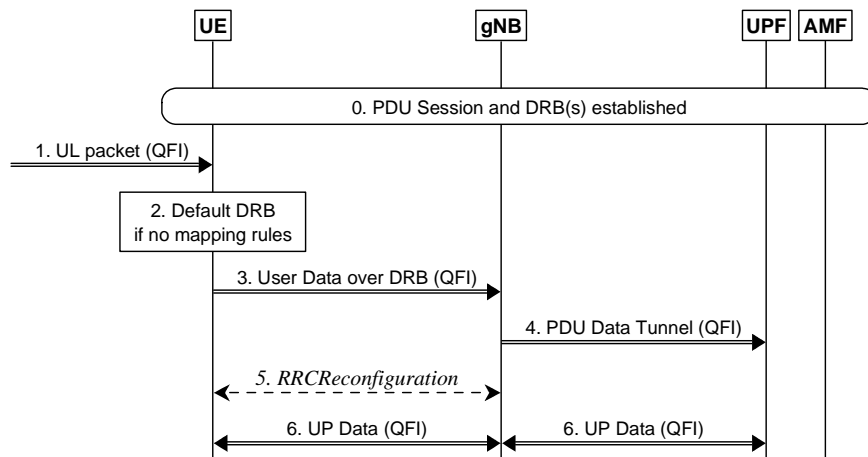 UE
gNB
UPF
AMF
0. PDU Session and DRB(s) established
1. UL packet (QFI)
2. Default DRB
if no mapping rules
3. User Data over DRB (QFI)
4. PDU Data Tunnel (QFI)
5. RRCReconfiguration
6. UP Data (QFI)
6. UP Data (QFI)